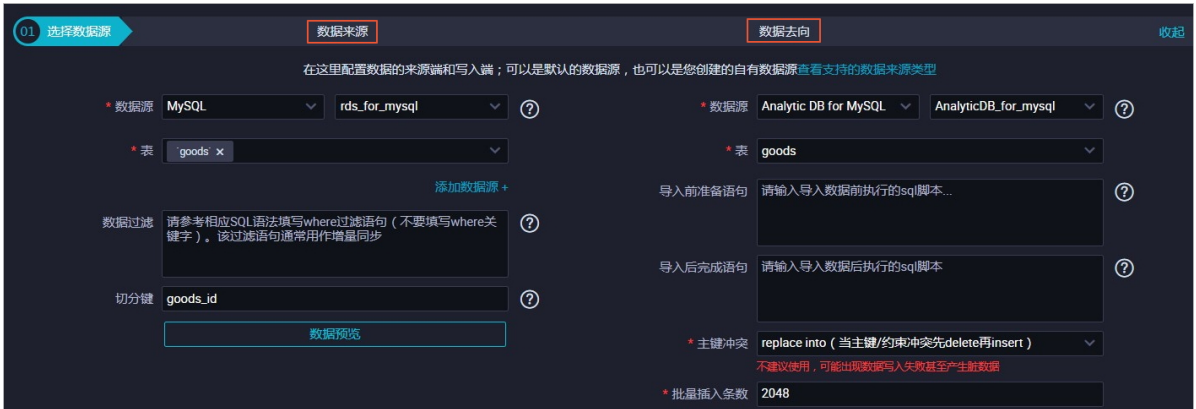 01 选择数据源 数据来源 数据去向 收起
在这里配置数据的来源端和写入端；可以是默认的数据源，也可以是您创建的自有数据源查看支持的数据来源类型
* 数据源 MySQL rds_for_mysql ?
* 表 `goods` ×
添加数据源 +
数据过滤 请参考相应SQL语法填写where过滤语句（不要填写where关
键字）。该过滤语句通常用作增量同步 ?
切分键 goods_id ?
数据预览
* 数据源 Analytic DB for MySQL AnalyticDB_for_mysql ?
* 表 goods
导入前准备语句 请输入导入数据前执行的sql脚本... ?
导入后完成语句 请输入导入数据后执行的sql脚本 ?
* 主键冲突 replace into（当主键/约束冲突先delete再insert）
不建议使用，可能出现数据写入失败甚至产生脏数据
* 批量插入条数 2048